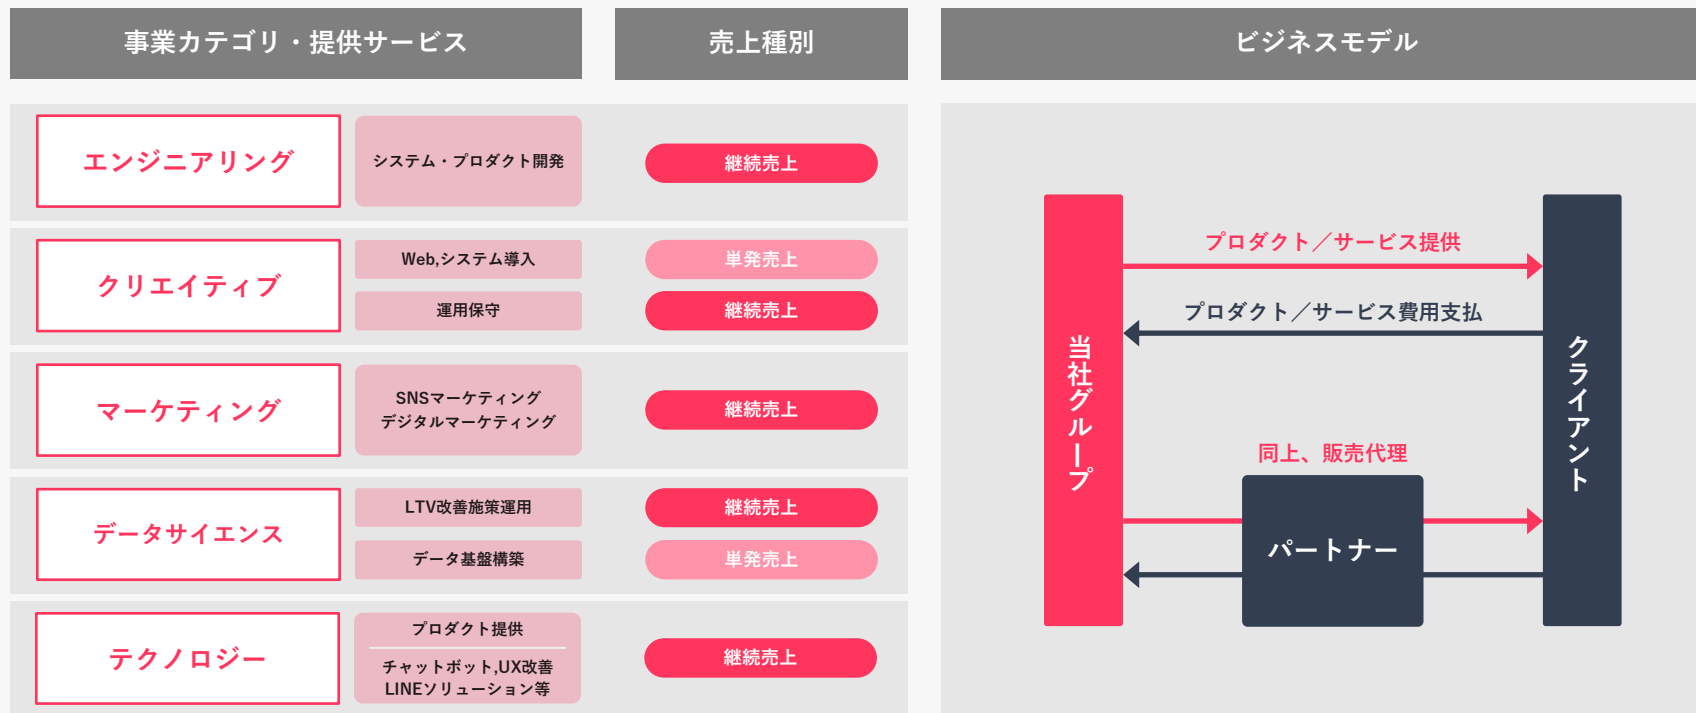 事業カテゴリ・提供サービス
売上種別
ビジネスモデル
エンジニアリング
システム・プロダクト開発
継続売上
クリエイティブ
Web,システム導入
単発売上
運用保守
継続売上
マーケティング
SNSマーケティング
デジタルマーケティング
継続売上
データサイエンス
LTV改善施策運用
継続売上
データ基盤構築
単発売上
テクノロジー
プロダクト提供
チャットボット,UX改善
LINEソリューション等
継続売上
当社グループ
プロダクト／サービス提供
プロダクト／サービス費用支払
同上、販売代理
パートナー
クライアント